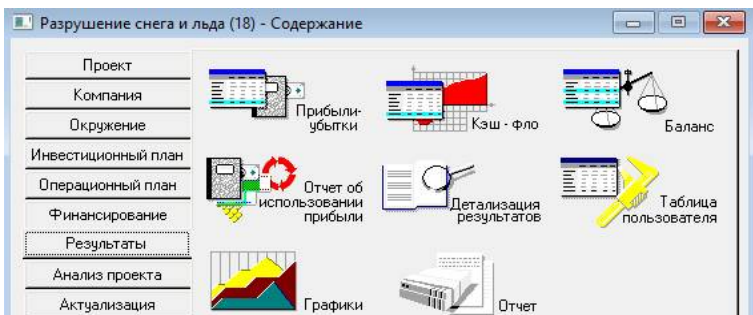 Разрушение снега и льда (18) - Содержание
Проект
Компания
Окружение
Инвестиционный план
Операционный план
Финансирование
Результаты
Анализ проекта
Актуализация
Прибыли-
убытки
Кэш - фло
Баланс
Отчет об
использовании
прибыли
Детализация
результатов
Таблица
пользователя
Графики
Отчет